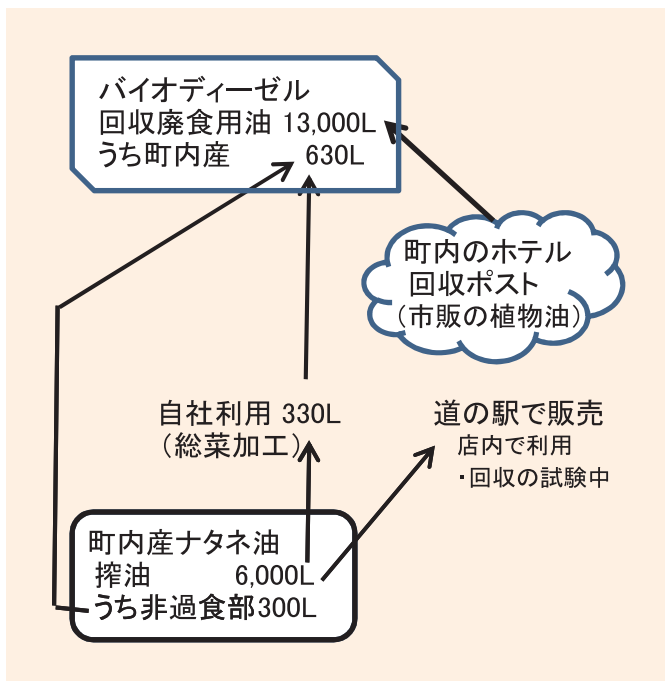 バイオディーゼル
回収廃食用油 13,000L
うち町内産 630L
町内のホテル
回収ポスト
（市販の植物油）
自社利用 330L
（総菜加工）
道の駅で販売
店内で利用
・回収の試験中
町内産ナタネ油
搾油 6,000L
うち非過食部300L